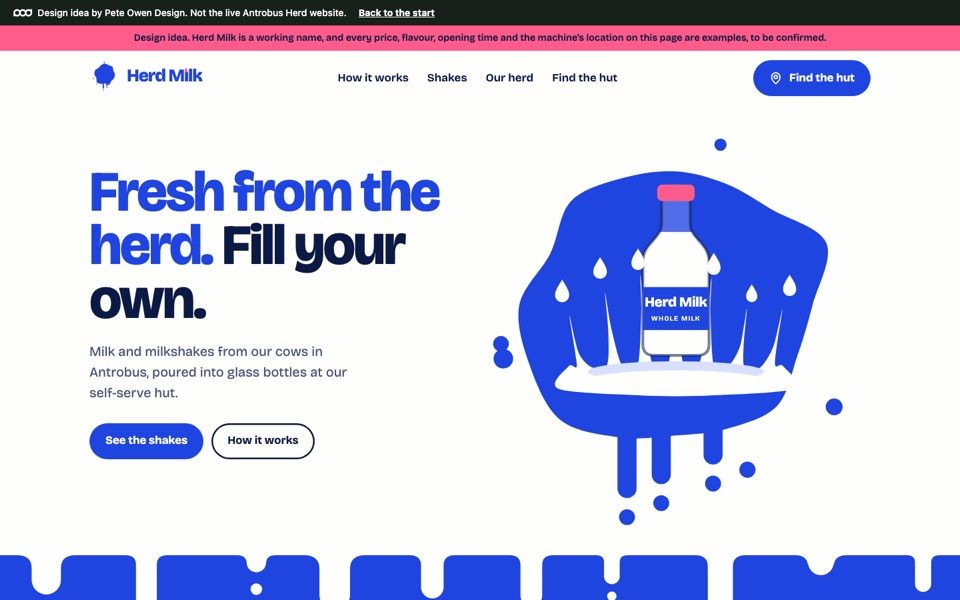 Design idea by Pete Owen Design. Not the live Antrobus Herd website. Back to the start
Design idea. Herd Milk is a working name, and every price, flavour, opening time and the machine's location on this page are examples, to be confirmed.
Herd Milk
How it works
Shakes
Our herd
Find the hut
Find the hut
Fresh from the
herd. Fill your
own.
Milk and milkshakes from our cows in
Antrobus, poured into glass bottles at our
self-serve hut.
See the shakes
How it works
Herd Milk
WHOLE MILK